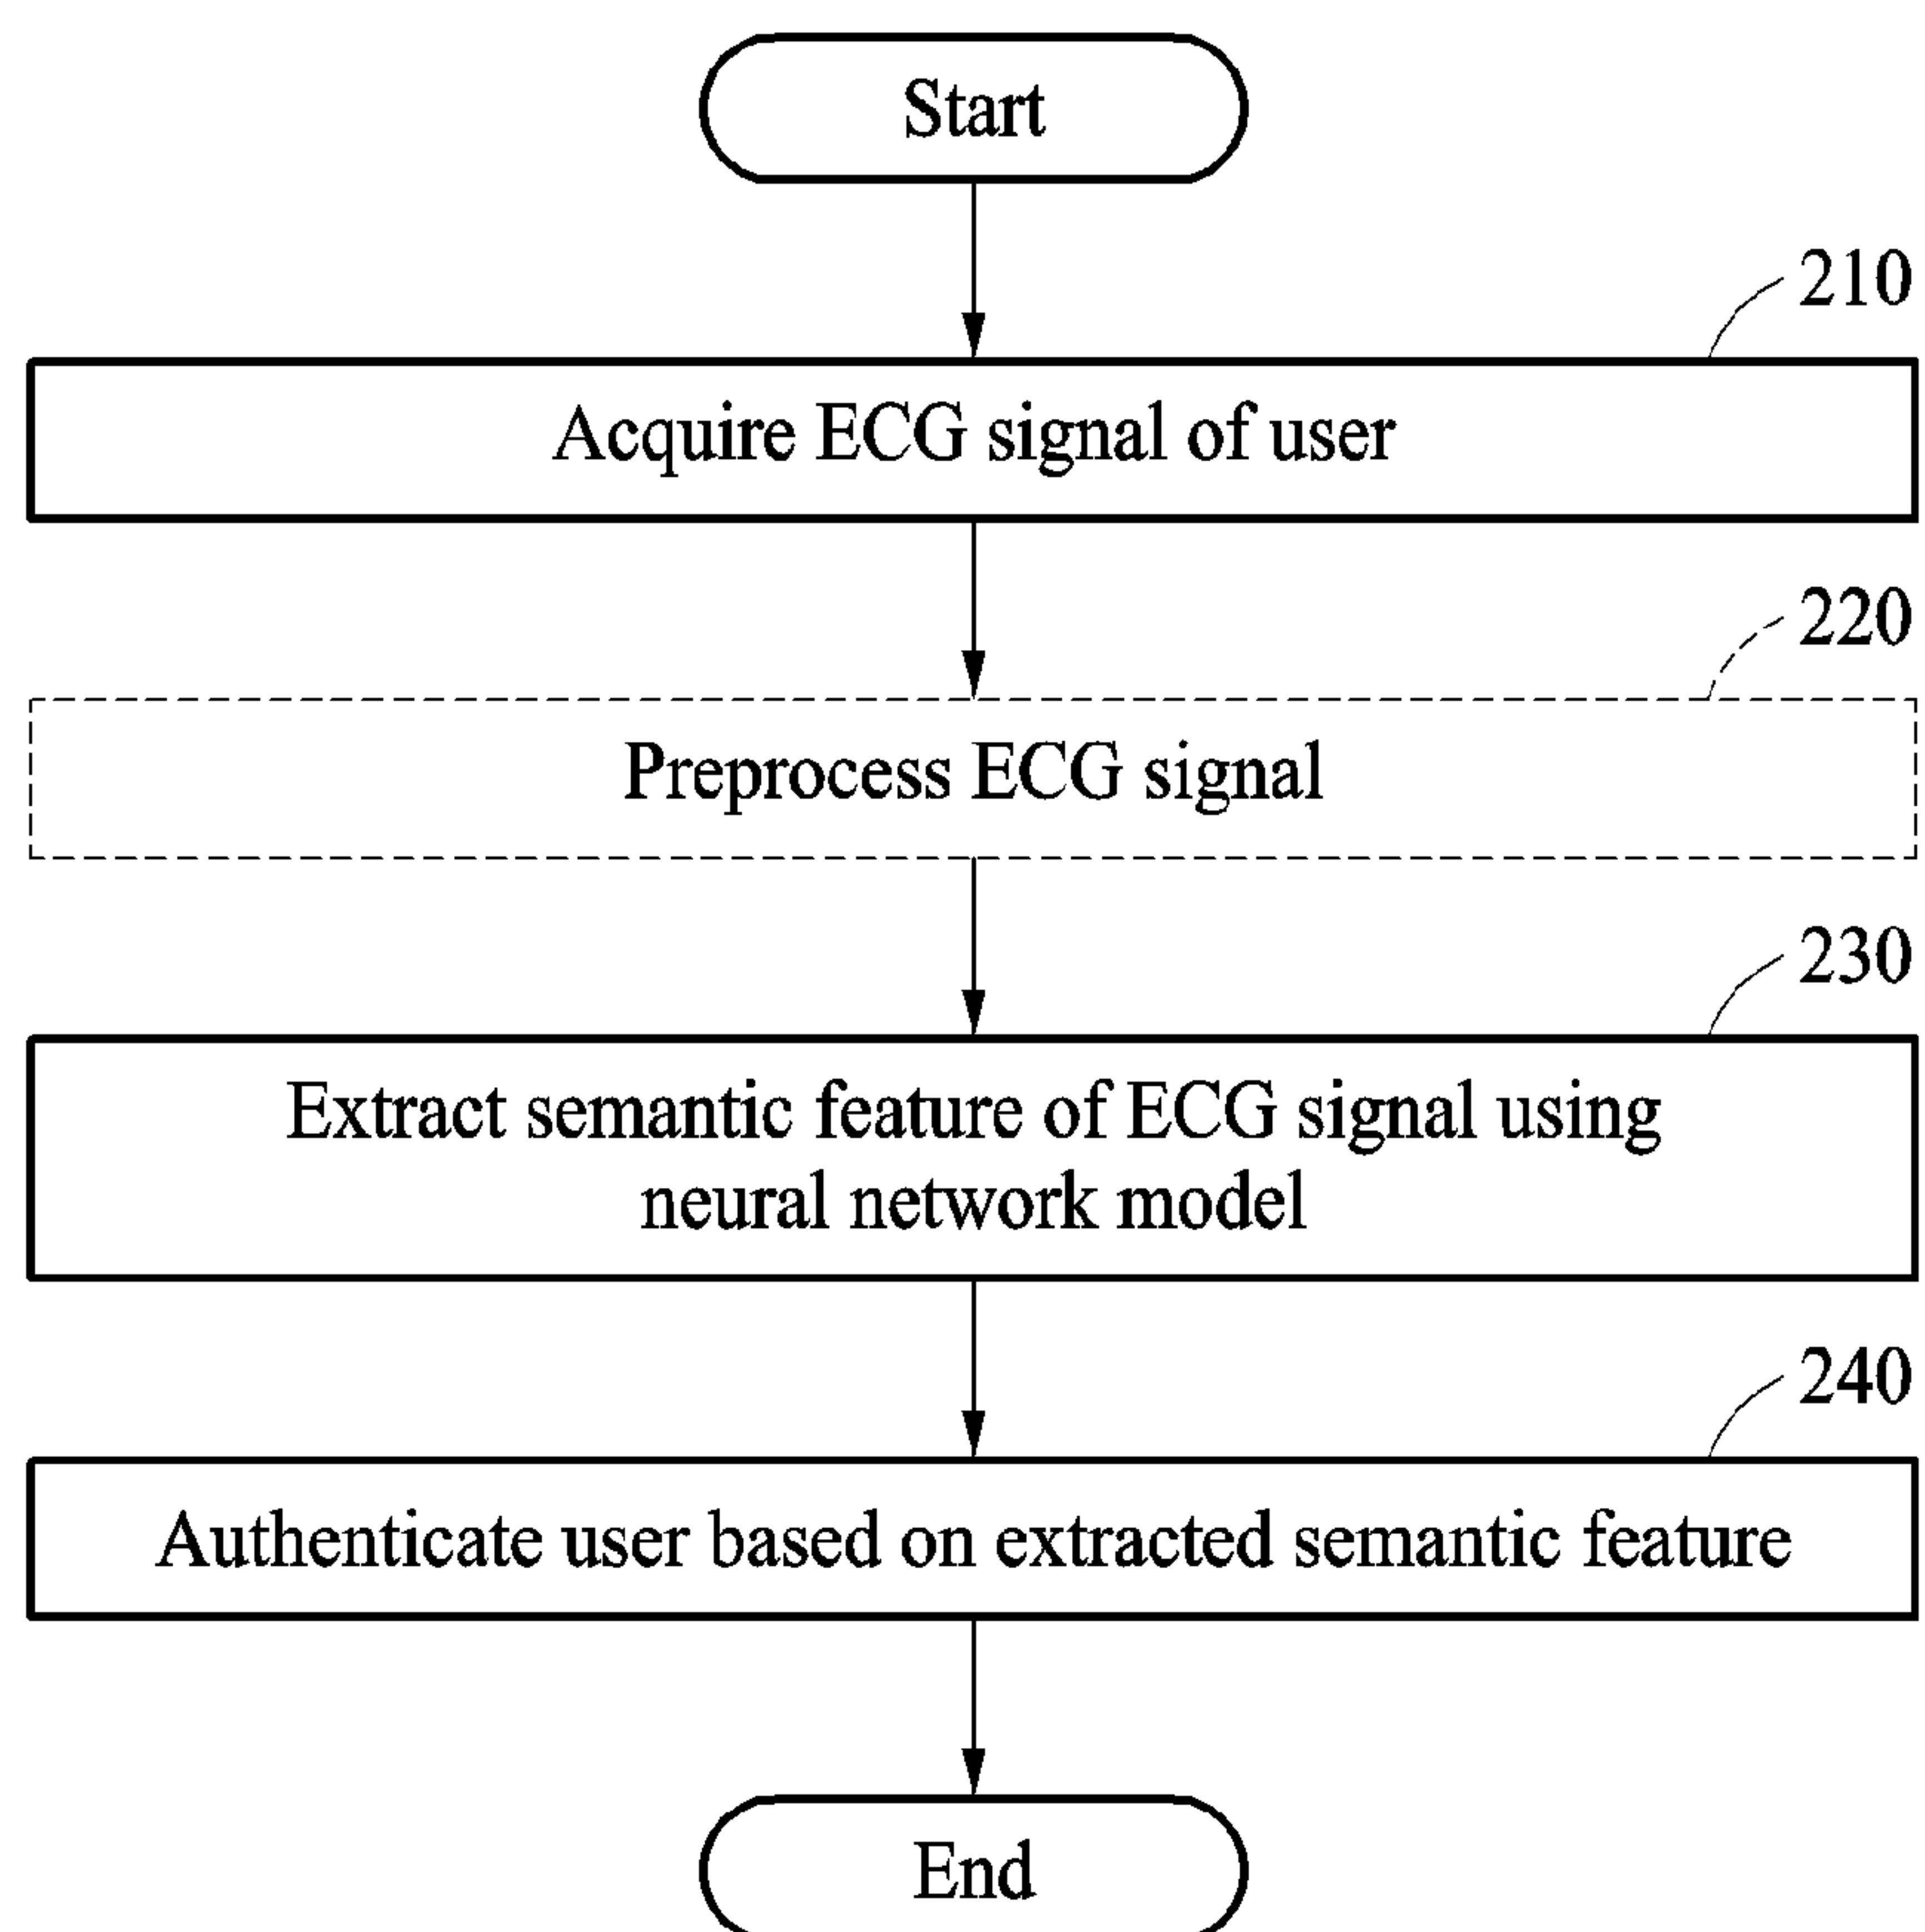 Start
210
Acquire ECG signal of user
220
Preprocess ECG signal
230
Extract semantic feature of ECG signal using
neural network model
240
Authenticate user based on extracted semantic feature
End